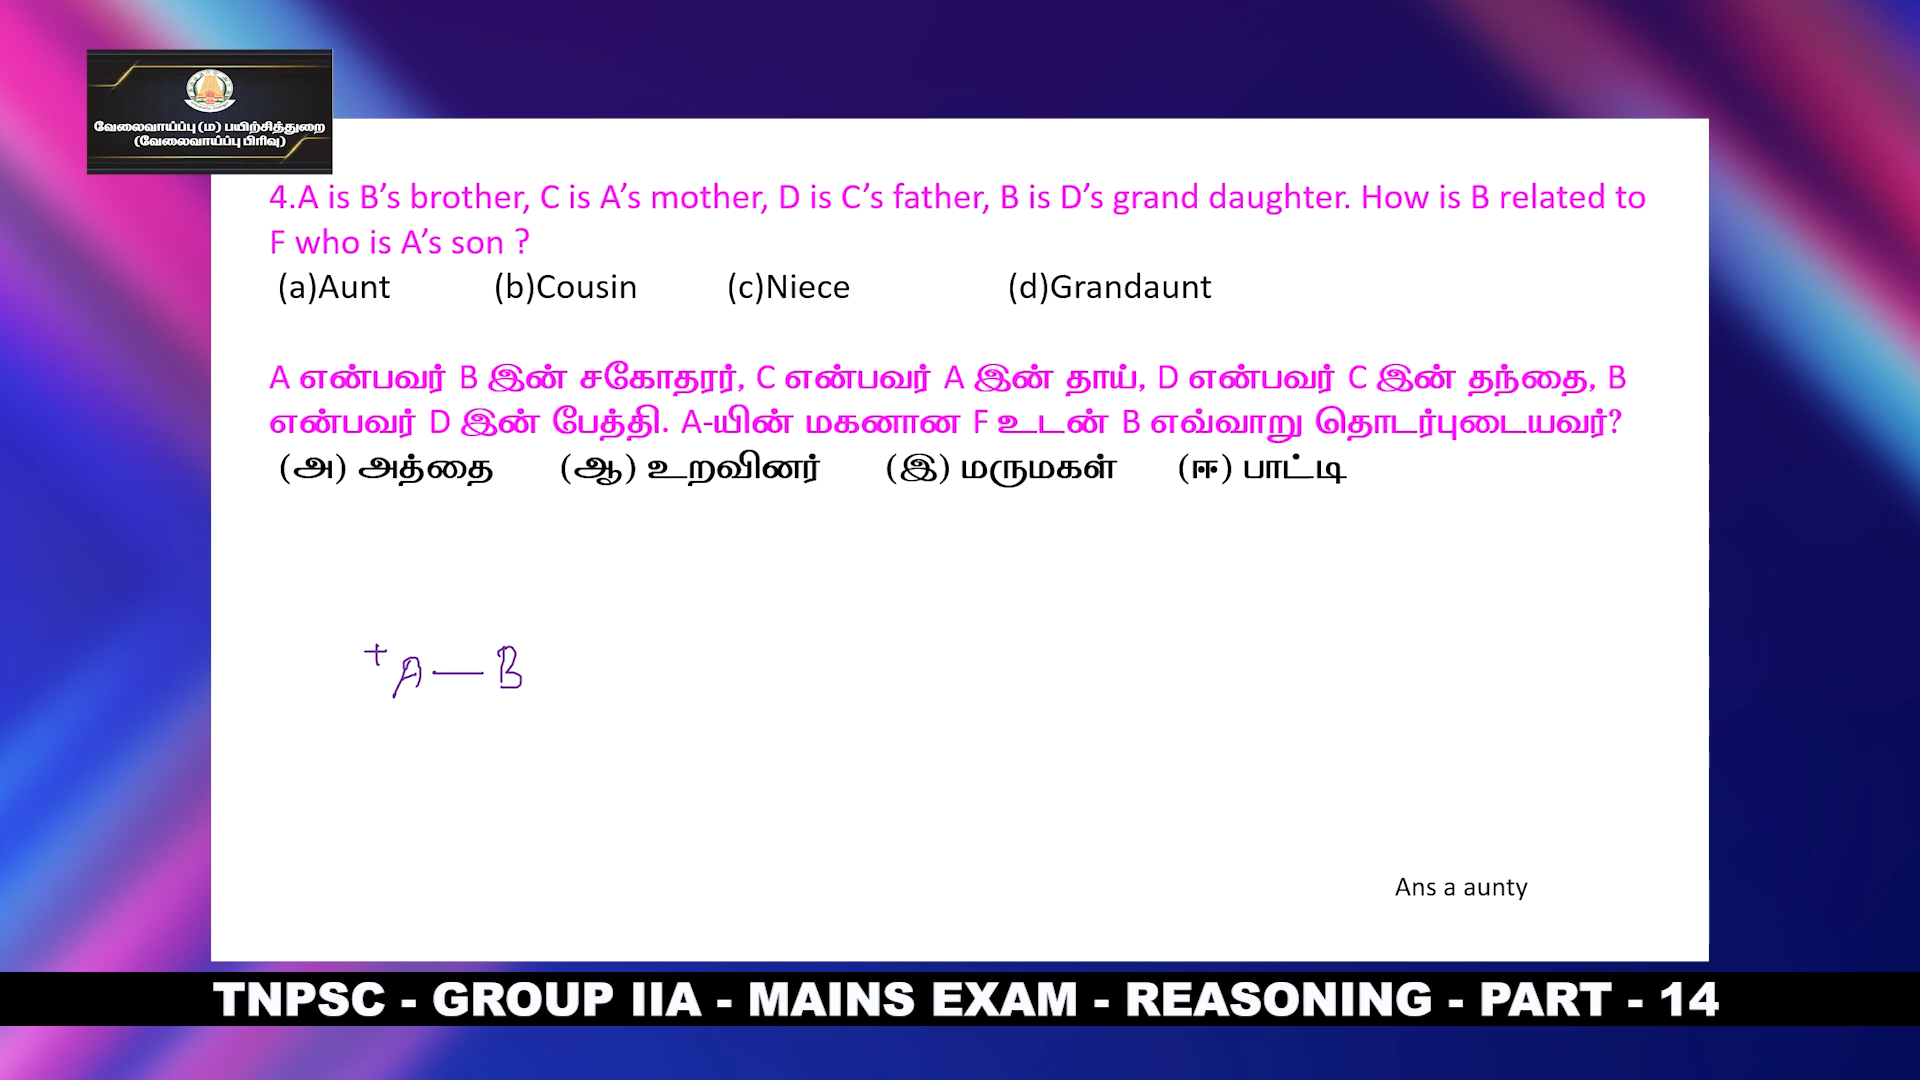 வேலைவாய்ப்பு (ம) பயிற்சித்துறை
(வேலைவாய்ப்பு பிரிவு)
4.A is B’s brother, C is A’s mother, D is C’s father, B is D’s grand daughter. How is B related to
F who is A’s son ?
(a)Aunt (b)Cousin (c)Niece (d)Grandaunt
A என்பவர் B இன் சகோதரர், C என்பவர் A இன் தாய், D என்பவர் C இன் தந்தை, B
என்பவர் D இன் பேத்தி. A-யின் மகனான F உடன் B எவ்வாறு தொடர்புடையவர்?
(அ) அத்தை (ஆ) உறவினர் (இ) மருமகள் (ஈ) பாட்டி
+A — B
Ans a aunty
TNPSC - GROUP IIA - MAINS EXAM - REASONING - PART - 14